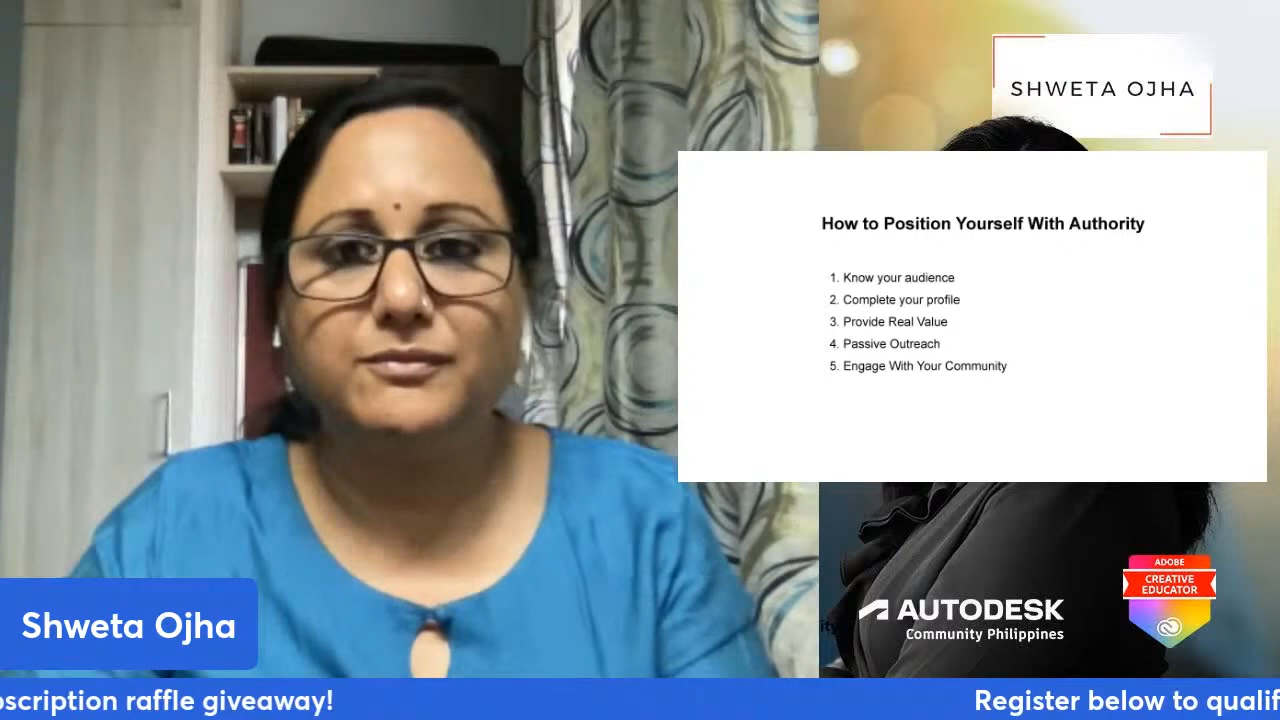 SHWETA OJHA
How to Position Yourself With Authority
1. Know your audience
2. Complete your profile
3. Provide Real Value
4. Passive Outreach
5. Engage With Your Community
Shweta Ojha
AUTODESK
Community Philippines
ADOBE
CREATIVE
EDUCATOR
raffle giveaway!
Register below to